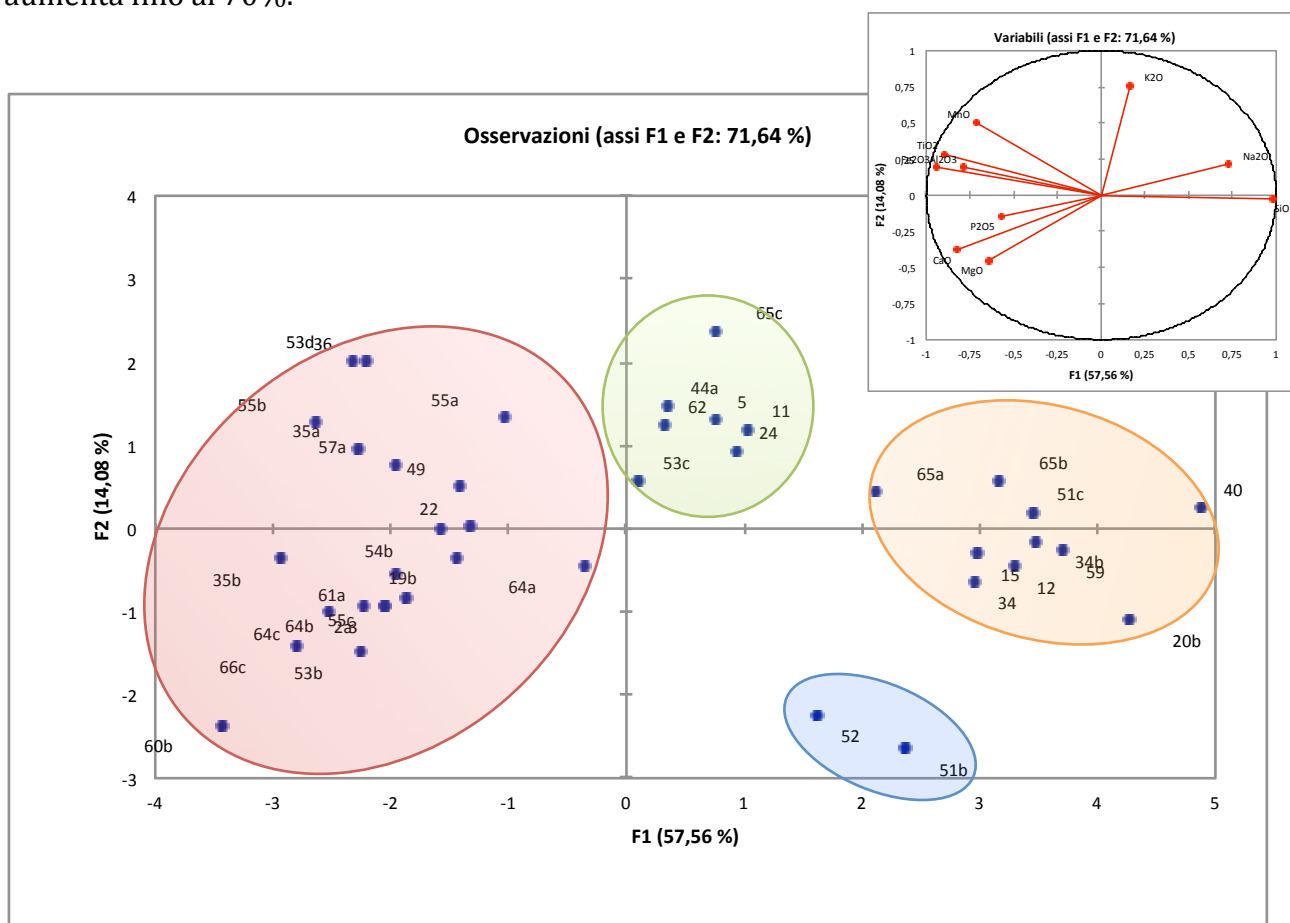 aumenta fino al 70%.
Variabili (assi F1 e F2: 71,64 %)
F2 (14,08 %)
1
0,75
0,5
0,25
0
-0,25
-0,5
-0,75
-1
K2O
MnO
TiO2
Al2O3
Na2O
SiO
P2O5
CaO
MgO
-1 -0,75 -0,5 -0,25 0 0,25 0,5 0,75 1
F1 (57,56 %)
Osservazioni (assi F1 e F2: 71,64 %)
F2 (14,08 %)
4
3
2
1
0
-1
-2
-3
65c
53d 36
55b
55a
44a
62
5
11
35a
57a
24
49
53c
65a
65b
51c
40
22
54b
35b
19b
64a
15
34b
59
12
34
61a
55c
64b
2a 3
64c
66c
53b
20b
60b
52
51b
-4 -3 -2 -1 0 1 2 3 4 5
F1 (57,56 %)